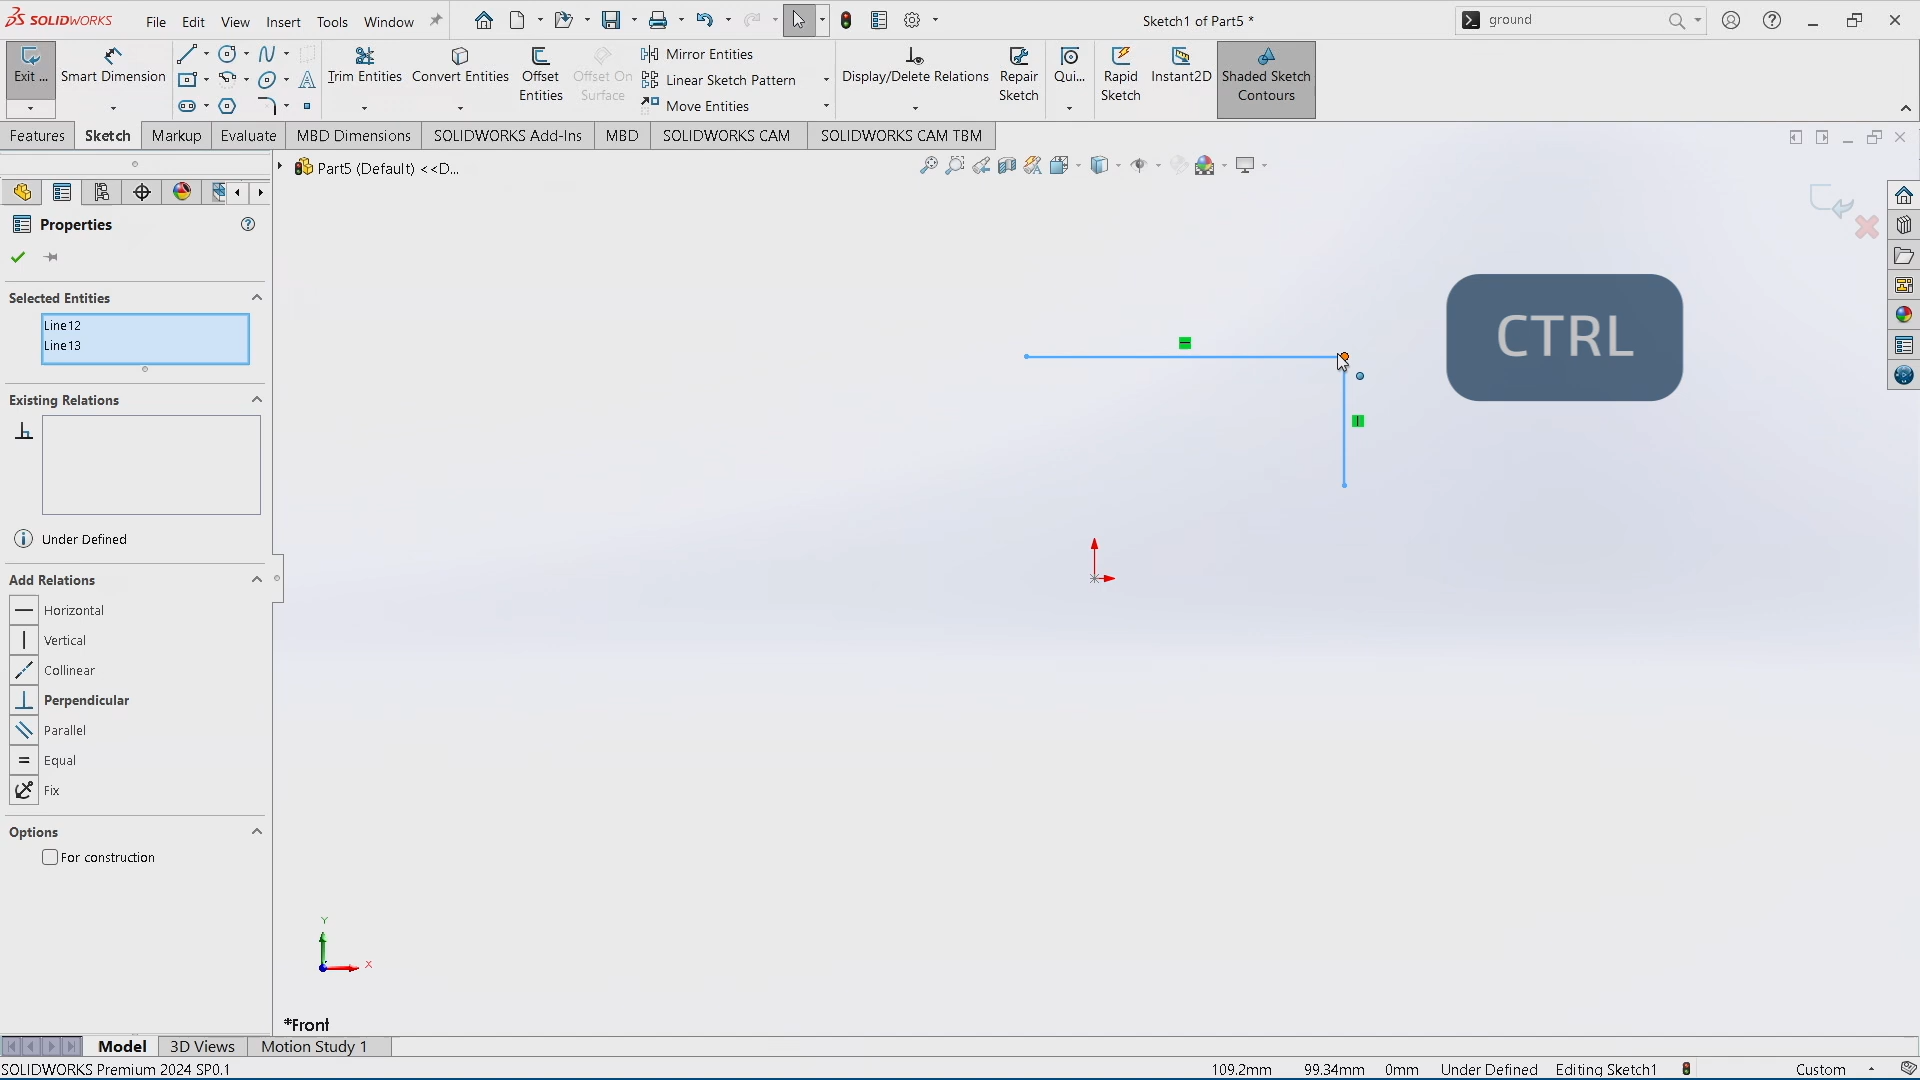 SOLIDWORKS
File Edit View Insert Tools Window
Sketch1 of Part5 *
ground
Exit ...
Smart Dimension
Trim Entities
Convert Entities
Offset Entities
Offset On Surface
Mirror Entities
Linear Sketch Pattern
Move Entities
Display/Delete Relations
Repair Sketch
Qui...
Rapid Sketch
Instant2D
Shaded Sketch Contours
Features Sketch Markup Evaluate MBD Dimensions SOLIDWORKS Add-Ins MBD SOLIDWORKS CAM SOLIDWORKS CAM TBM
Part5 (Default) <<D...
Properties
Selected Entities
Line12
Line13
Existing Relations
Under Defined
Add Relations
Horizontal
Vertical
Collinear
Perpendicular
Parallel
Equal
Fix
Options
For construction
CTRL
Y
X
*Front
Model 3D Views Motion Study 1
SOLIDWORKS Premium 2024 SP0.1
109.2mm 99.34mm 0mm Under Defined Editing Sketch1 Custom